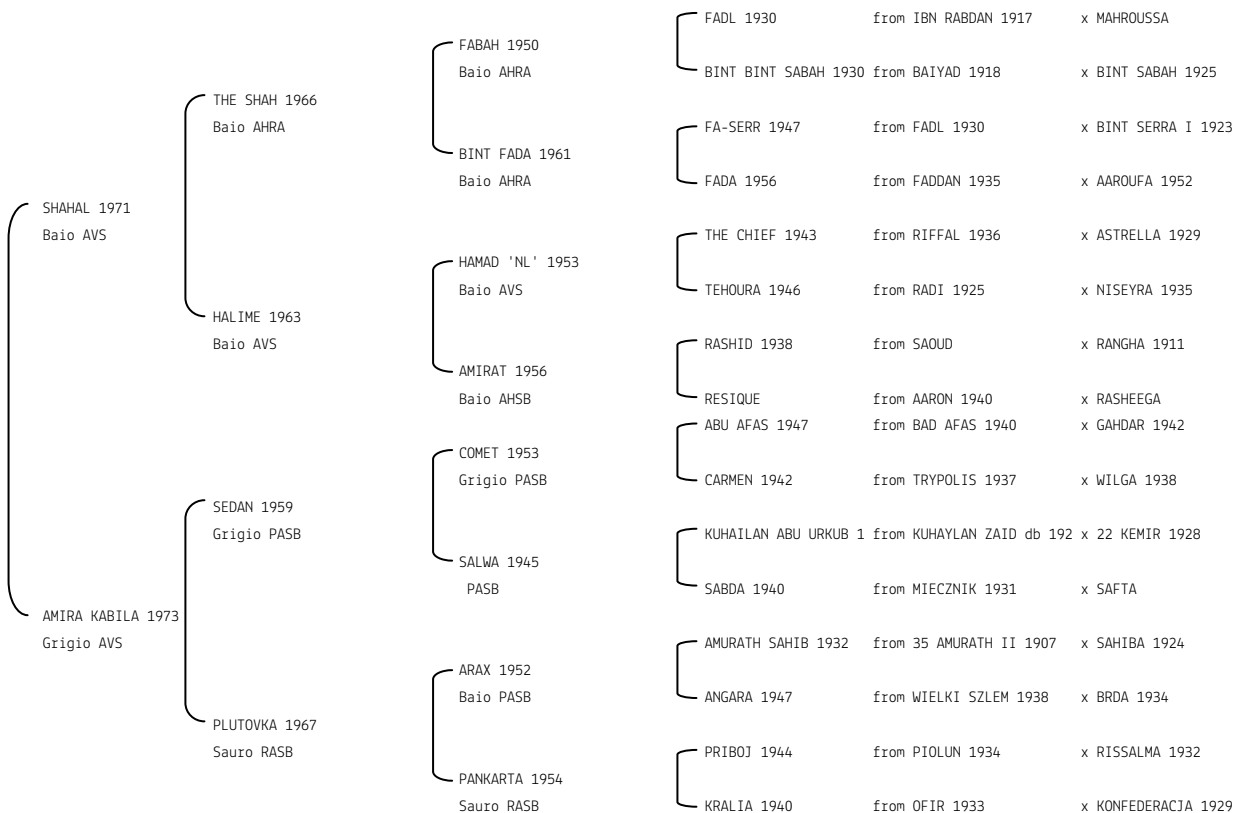 FADL 1930 from IBN RABDAN 1917 x MAHROUSSA
FABAH 1950
Baio AHRA BINT BINT SABAH 1930 from BAIYAD 1918 x BINT SABAH 1925
THE SHAH 1966
Baio AHRA FA-SERR 1947 from FADL 1930 x BINT SERRA I 1923
BINT FADA 1961
Baio AHRA FADA 1956 from FADDAN 1935 x AAROUFA 1952
SHAHAL 1971
Baio AVS THE CHIEF 1943 from RIFFAL 1936 x ASTRELLA 1929
HAMAD 'NL' 1953
Baio AVS TEHOURA 1946 from RADI 1925 x NISEYRA 1935
HALIME 1963
Baio AVS RASHID 1938 from SAOUD x RANGHA 1911
AMIRAT 1956
Baio AHSB RESIQUE from AARON 1940 x RASHEEGA
ABU AFAS 1947 from BAD AFAS 1940 x GAHDAR 1942
COMET 1953
Grigio PASB CARMEN 1942 from TRYPOLIS 1937 x WILGA 1938
SEDAN 1959
Grigio PASB KUHAILAN ABU URKUB 1 from KUHAYLAN ZAID db 192 x 22 KEMIR 1928
SALWA 1945
PASB SABDA 1940 from MIECZNIK 1931 x SAFTA
AMIRA KABILA 1973
Grigio AVS AMURATH SAHIB 1932 from 35 AMURATH II 1907 x SAHIBA 1924
ARAX 1952
Baio PASB ANGARA 1947 from WIELKI SZLEM 1938 x BRDA 1934
PLUTOVKA 1967
Sauro RASB PRIBOJ 1944 from PIOLUN 1934 x RISSALMA 1932
PANKARTA 1954
Sauro RASB KRALIA 1940 from OFIR 1933 x KONFEDERACJA 1929